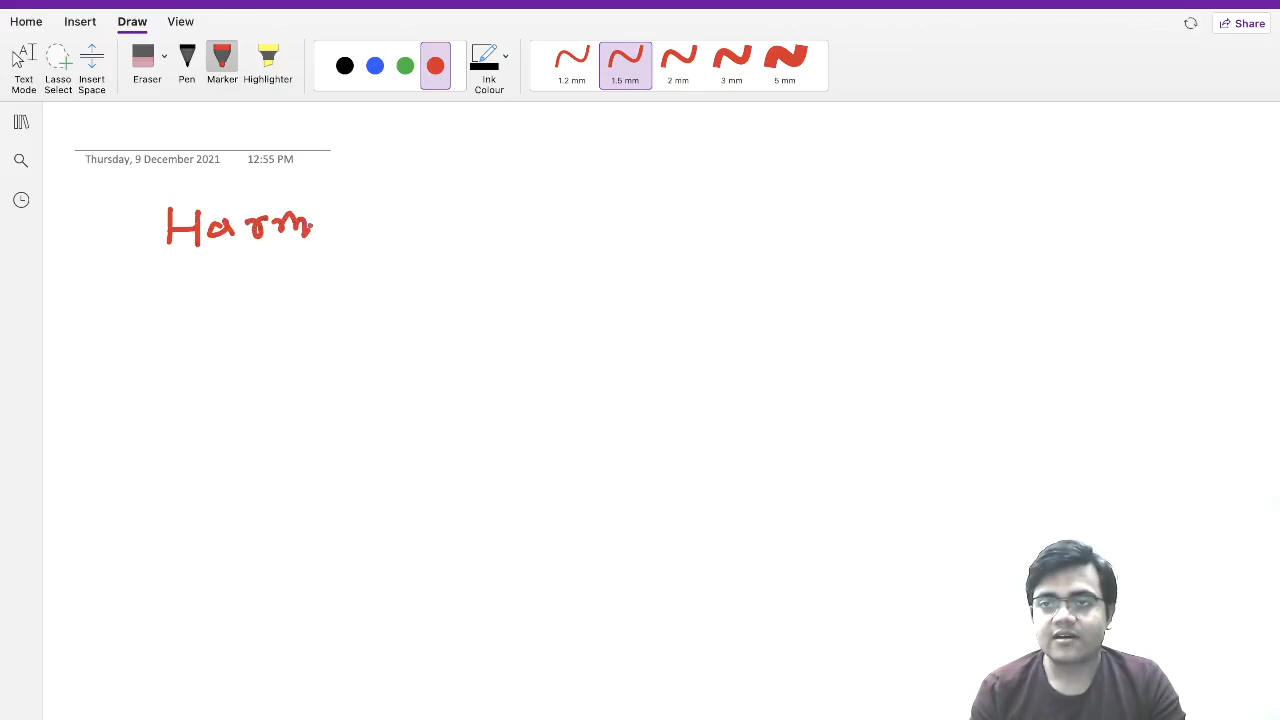 Home Insert Draw View
Share
Text Mode
Lasso Select
Insert Space
Eraser
Pen
Marker
Highlighter
Ink Colour
1.2 mm
1.5 mm
2 mm
3 mm
5 mm
Thursday, 9 December 2021 12:55 PM
Harm